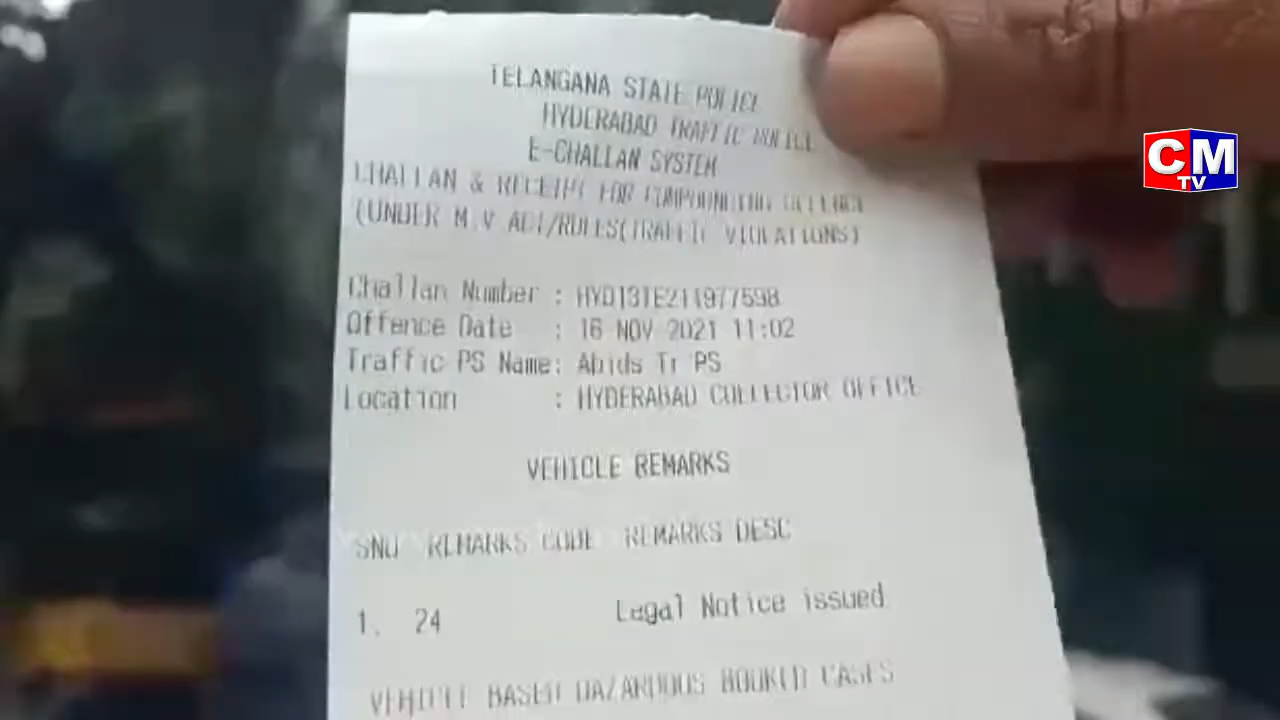 TELANGANA STATE POLICE
HYDERABAD TRAFFIC POLICE
E-CHALLAN SYSTEM
CHALLAN & RECEIPT FOR COMPOUNDING OFFENCE
(UNDER M.V ACT/RULES(TRAFFIC VIOLATIONS)
Challan Number : HYD13TE211977598
Offence Date : 16 NOV 2021 11:02
Traffic PS Name: Abids Tr PS
Location : HYDERABAD COLLECTOR OFFICE
VEHICLE REMARKS
SNO REMARKS CODE REMARKS DESC
1. 24 Legal Notice issued
VEHICLE BASED HAZARDOUS BOOKED CASES
CM
TV